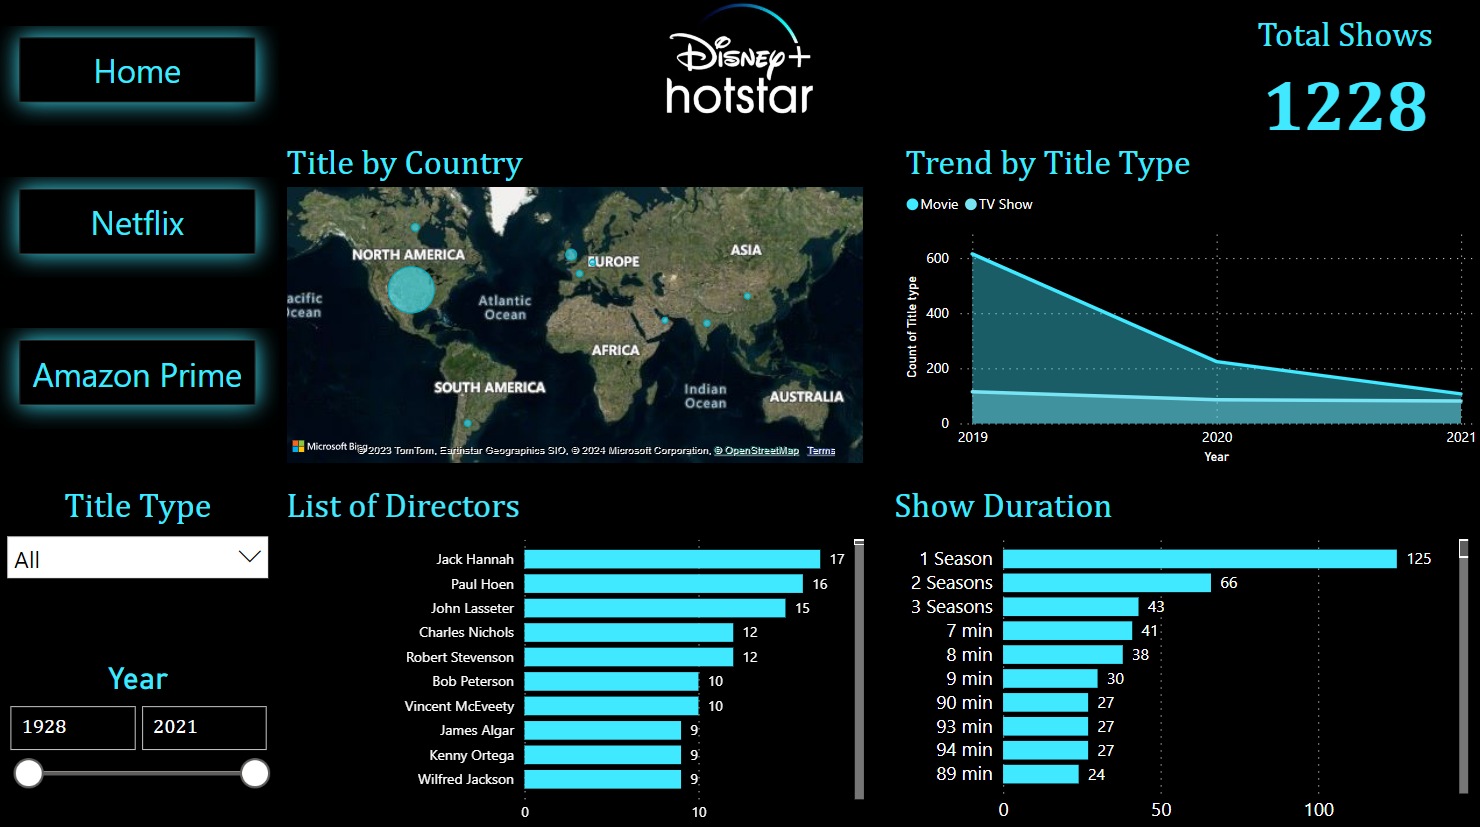 Home
Disney+
hotstar
Total Shows
1228
Netflix
Amazon Prime
Title by Country
NORTH AMERICA
EUROPE
ASIA
acific
cean
Atlantic
Ocean
AFRICA
SOUTH AMERICA
Indian
Ocean
AUSTRALIA
Microsoft Bing
©2023 TomTom, Earthstar Geographics SIO, © 2024 Microsoft Corporation, © OpenStreetMap Terms
Trend by Title Type
Movie TV Show
Count of Title type
600
400
200
0
2019 2020 2021
Year
Title Type
All
Year
1928 2021
List of Directors
Jack Hannah 17
Paul Hoen 16
John Lasseter 15
Charles Nichols 12
Robert Stevenson 12
Bob Peterson 10
Vincent McEveety 10
James Algar 9
Kenny Ortega 9
Wilfred Jackson 9
0 10
Show Duration
1 Season 125
2 Seasons 66
3 Seasons 43
7 min 41
8 min 38
9 min 30
90 min 27
93 min 27
94 min 27
89 min 24
0 50 100